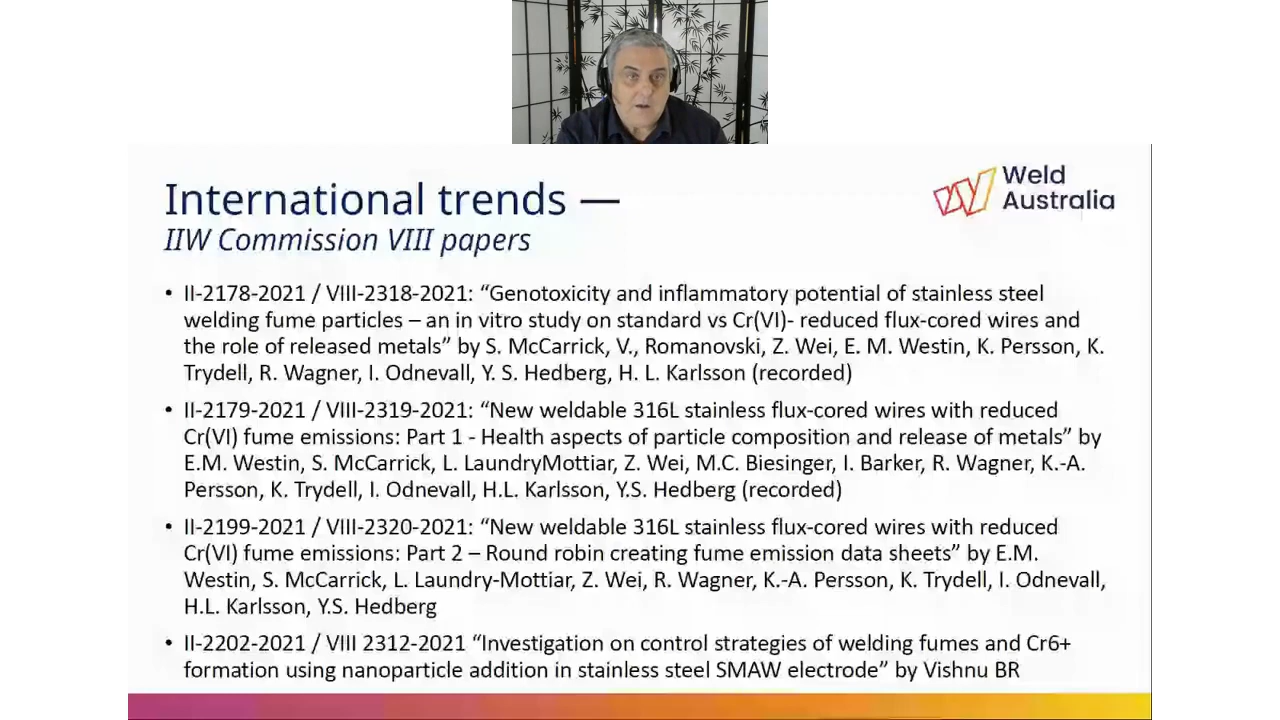 International trends —
IIW Commission VIII papers
Weld
Australia
• II-2178-2021 / VIII-2318-2021: “Genotoxicity and inflammatory potential of stainless steel
welding fume particles – an in vitro study on standard vs Cr(VI)- reduced flux-cored wires and
the role of released metals” by S. McCarrick, V., Romanovski, Z. Wei, E. M. Westin, K. Persson, K.
Trydell, R. Wagner, I. Odnevall, Y. S. Hedberg, H. L. Karlsson (recorded)
• II-2179-2021 / VIII-2319-2021: “New weldable 316L stainless flux-cored wires with reduced
Cr(VI) fume emissions: Part 1 - Health aspects of particle composition and release of metals” by
E.M. Westin, S. McCarrick, L. LaundryMottiar, Z. Wei, M.C. Biesinger, I. Barker, R. Wagner, K.-A.
Persson, K. Trydell, I. Odnevall, H.L. Karlsson, Y.S. Hedberg (recorded)
• II-2199-2021 / VIII-2320-2021: “New weldable 316L stainless flux-cored wires with reduced
Cr(VI) fume emissions: Part 2 – Round robin creating fume emission data sheets” by E.M.
Westin, S. McCarrick, L. Laundry-Mottiar, Z. Wei, R. Wagner, K.-A. Persson, K. Trydell, I. Odnevall,
H.L. Karlsson, Y.S. Hedberg
• II-2202-2021 / VIII 2312-2021 “Investigation on control strategies of welding fumes and Cr6+
formation using nanoparticle addition in stainless steel SMAW electrode” by Vishnu BR